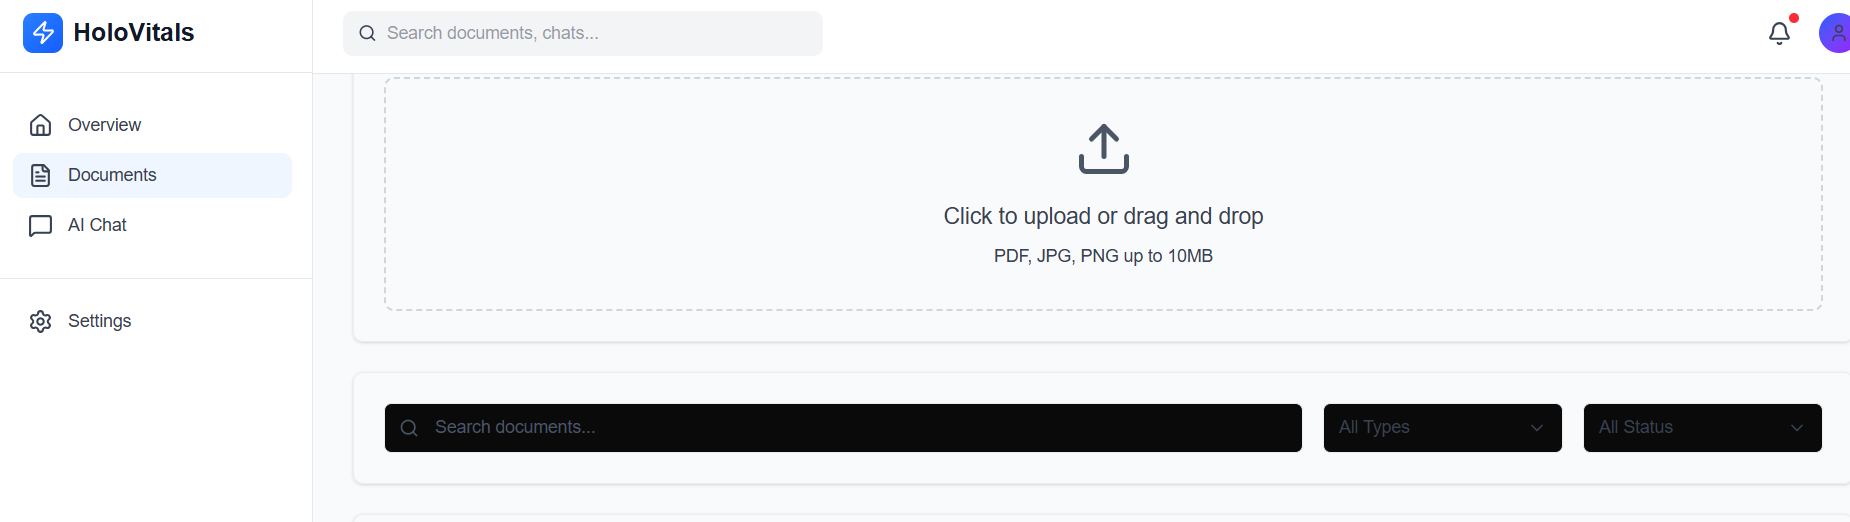 HoloVitals
Search documents, chats...
Overview
Documents
AI Chat
Settings
Click to upload or drag and drop
PDF, JPG, PNG up to 10MB
Search documents...
All Types
All Status